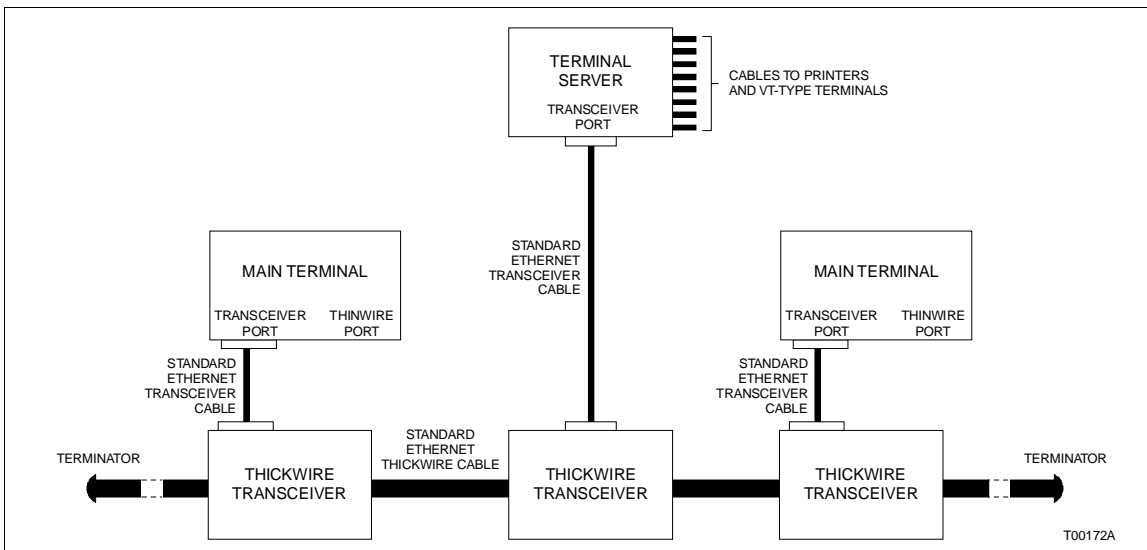 TERMINAL
SERVER
TRANSCEIVER
PORT
CABLES TO PRINTERS
AND VT-TYPE TERMINALS
MAIN TERMINAL
TRANSCEIVER
PORT
THINWIRE
PORT
STANDARD
ETHERNET
TRANSCEIVER
CABLE
MAIN TERMINAL
TRANSCEIVER
PORT
THINWIRE
PORT
STANDARD
ETHERNET
TRANSCEIVER
CABLE
STANDARD
ETHERNET
TRANSCEIVER
CABLE
TERMINATOR
THICKWIRE
TRANSCEIVER
STANDARD
ETHERNET
THICKWIRE CABLE
THICKWIRE
TRANSCEIVER
THICKWIRE
TRANSCEIVER
TERMINATOR
T00172A